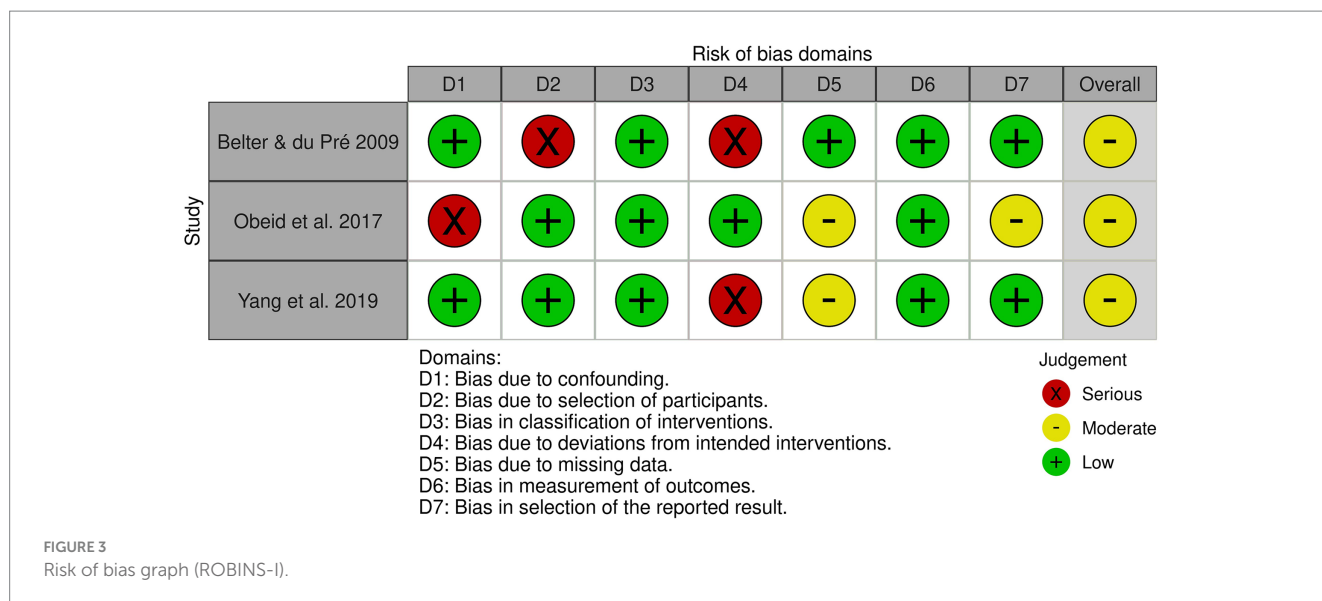 Risk of bias domains
D1 D2 D3 D4 D5 D6 D7 Overall
Study
Belter & du Pré 2009 + X + X + + + -
Obeid et al. 2017 X + + + - + - -
Yang et al. 2019 + + + X - + + -
Domains:
D1: Bias due to confounding.
D2: Bias due to selection of participants.
D3: Bias in classification of interventions.
D4: Bias due to deviations from intended interventions.
D5: Bias due to missing data.
D6: Bias in measurement of outcomes.
D7: Bias in selection of the reported result.
Judgement
X Serious
- Moderate
+ Low
FIGURE 3
Risk of bias graph (ROBINS-I).